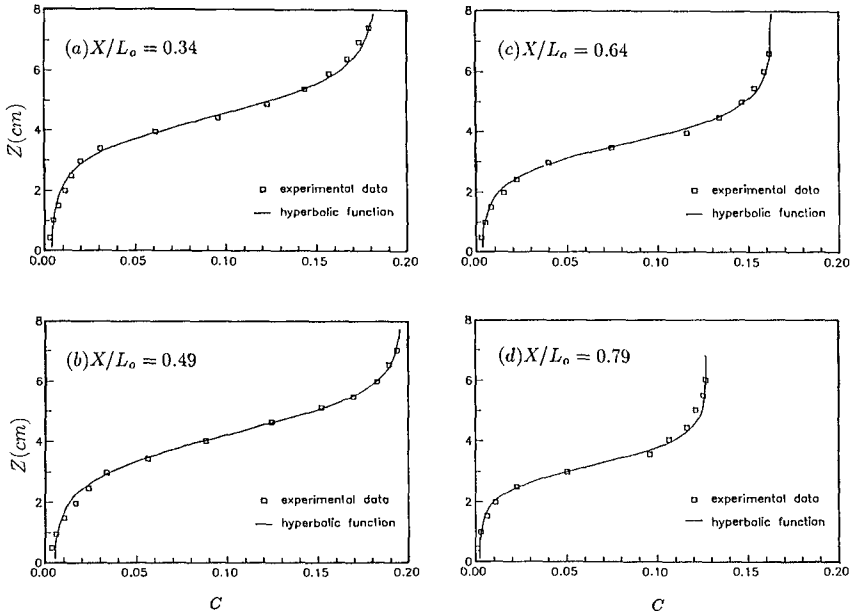 (a)X/Lₒ = 0.34
Z(cm)
8
6
4
2
0
0.00 0.05 0.10 0.15 0.20
experimental data
hyperbolic function
(c)X/Lₒ = 0.64
8
6
4
2
0
0.00 0.05 0.10 0.15 0.20
experimental data
hyperbolic function
(b)X/Lₒ = 0.49
Z(cm)
8
6
4
2
0
0.00 0.05 0.10 0.15 0.20
experimental data
hyperbolic function
C
(d)X/Lₒ = 0.79
8
6
4
2
0
0.00 0.05 0.10 0.15 0.20
experimental data
hyperbolic function
C